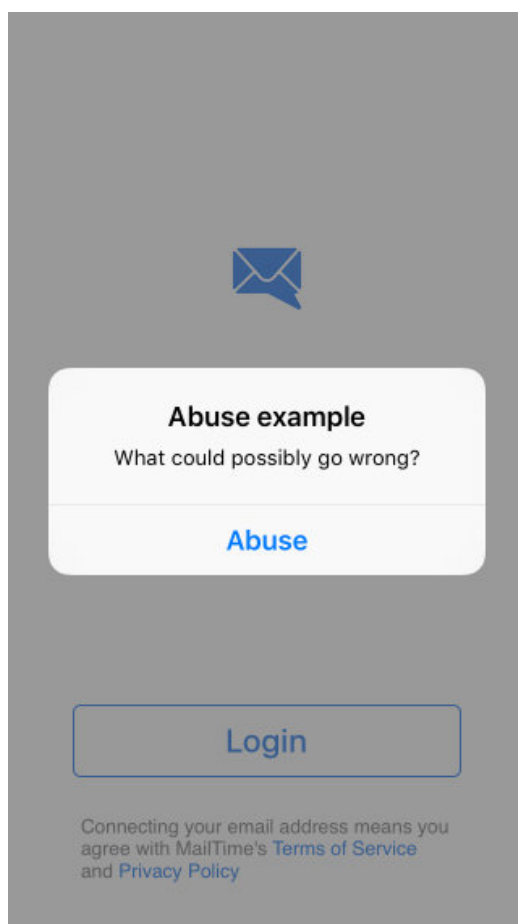 Abuse example
What could possibly go wrong?
Abuse
Login
Connecting your email address means you
agree with MailTime's Terms of Service
and Privacy Policy